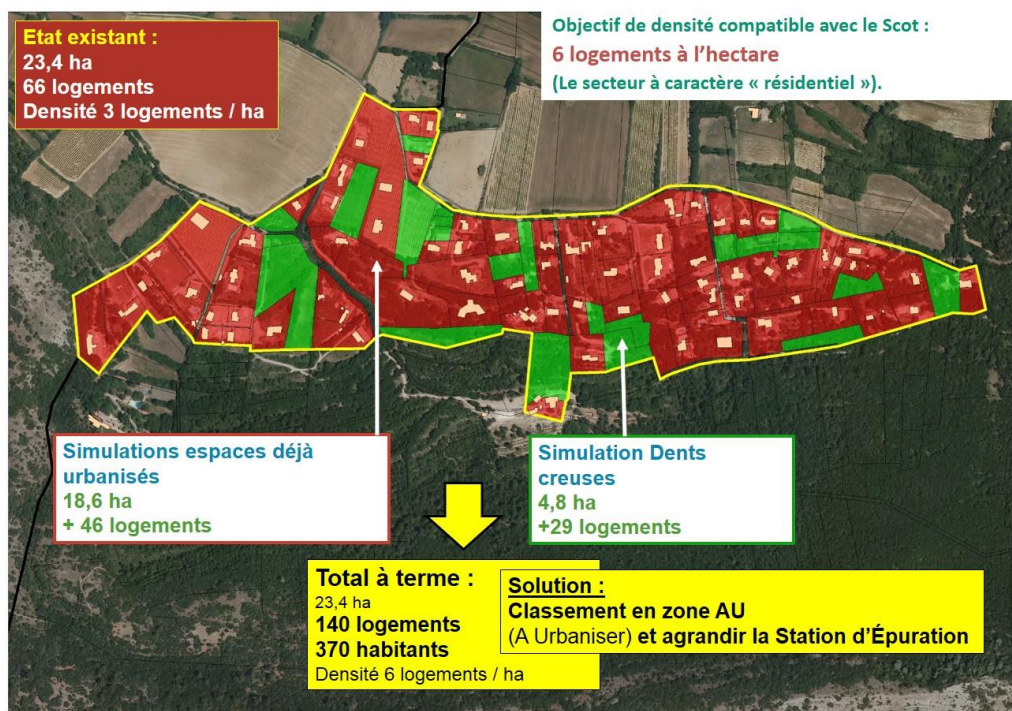 Etat existant :
23,4 ha
66 logements
Densité 3 logements / ha
Objectif de densité compatible avec le Scot :
6 logements à l’hectare
(Le secteur à caractère « résidentiel »).
Simulations espaces déjà
urbanisés
18,6 ha
+ 46 logements
Simulation Dents
creuses
4,8 ha
+29 logements
Total à terme :
23,4 ha
140 logements
370 habitants
Densité 6 logements / ha
Solution :
Classement en zone AU
(A Urbaniser) et agrandir la Station d’Épuration